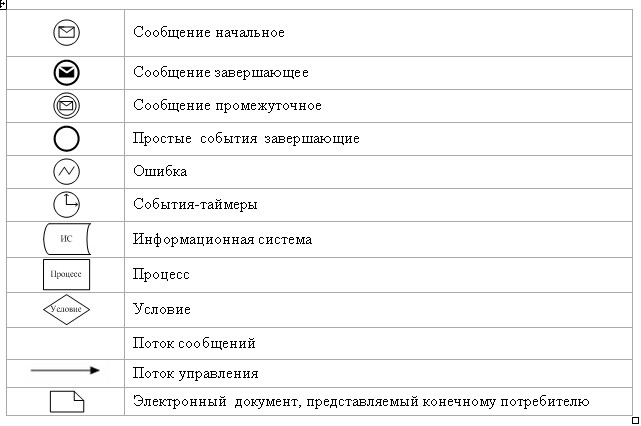 Сообщение начальное
Сообщение завершающее
Сообщение промежуточное
Простые события завершающие
Ошибка
События-таймеры
ИС
Информационная система
Процесс
Процесс
Условие
Условие
Поток сообщений
Поток управления
Электронный документ, представляемый конечному потребителю